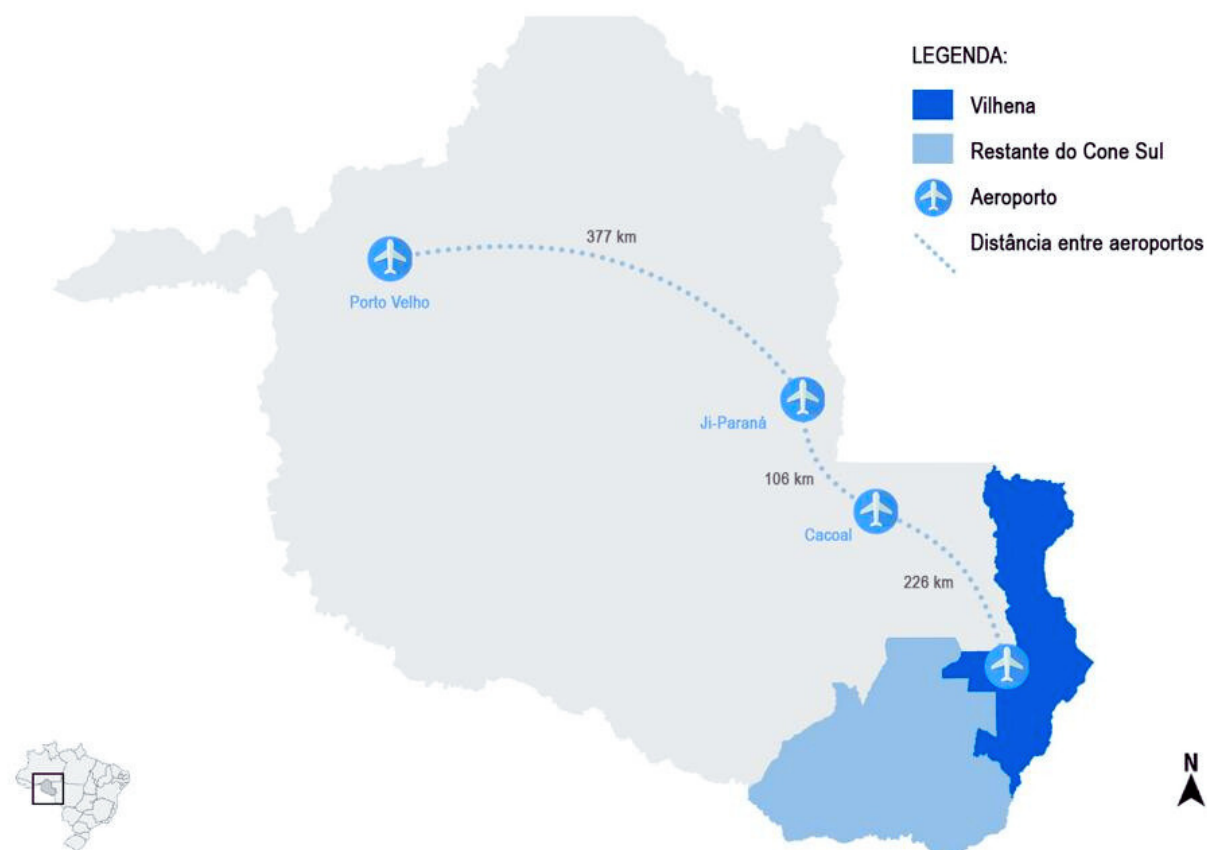 LEGENDA:
Vilhena
Restante do Cone Sul
Aeroporto
Distância entre aeroportos
377 km
Porto Velho
Ji-Paraná
106 km
Cacoal
226 km
N